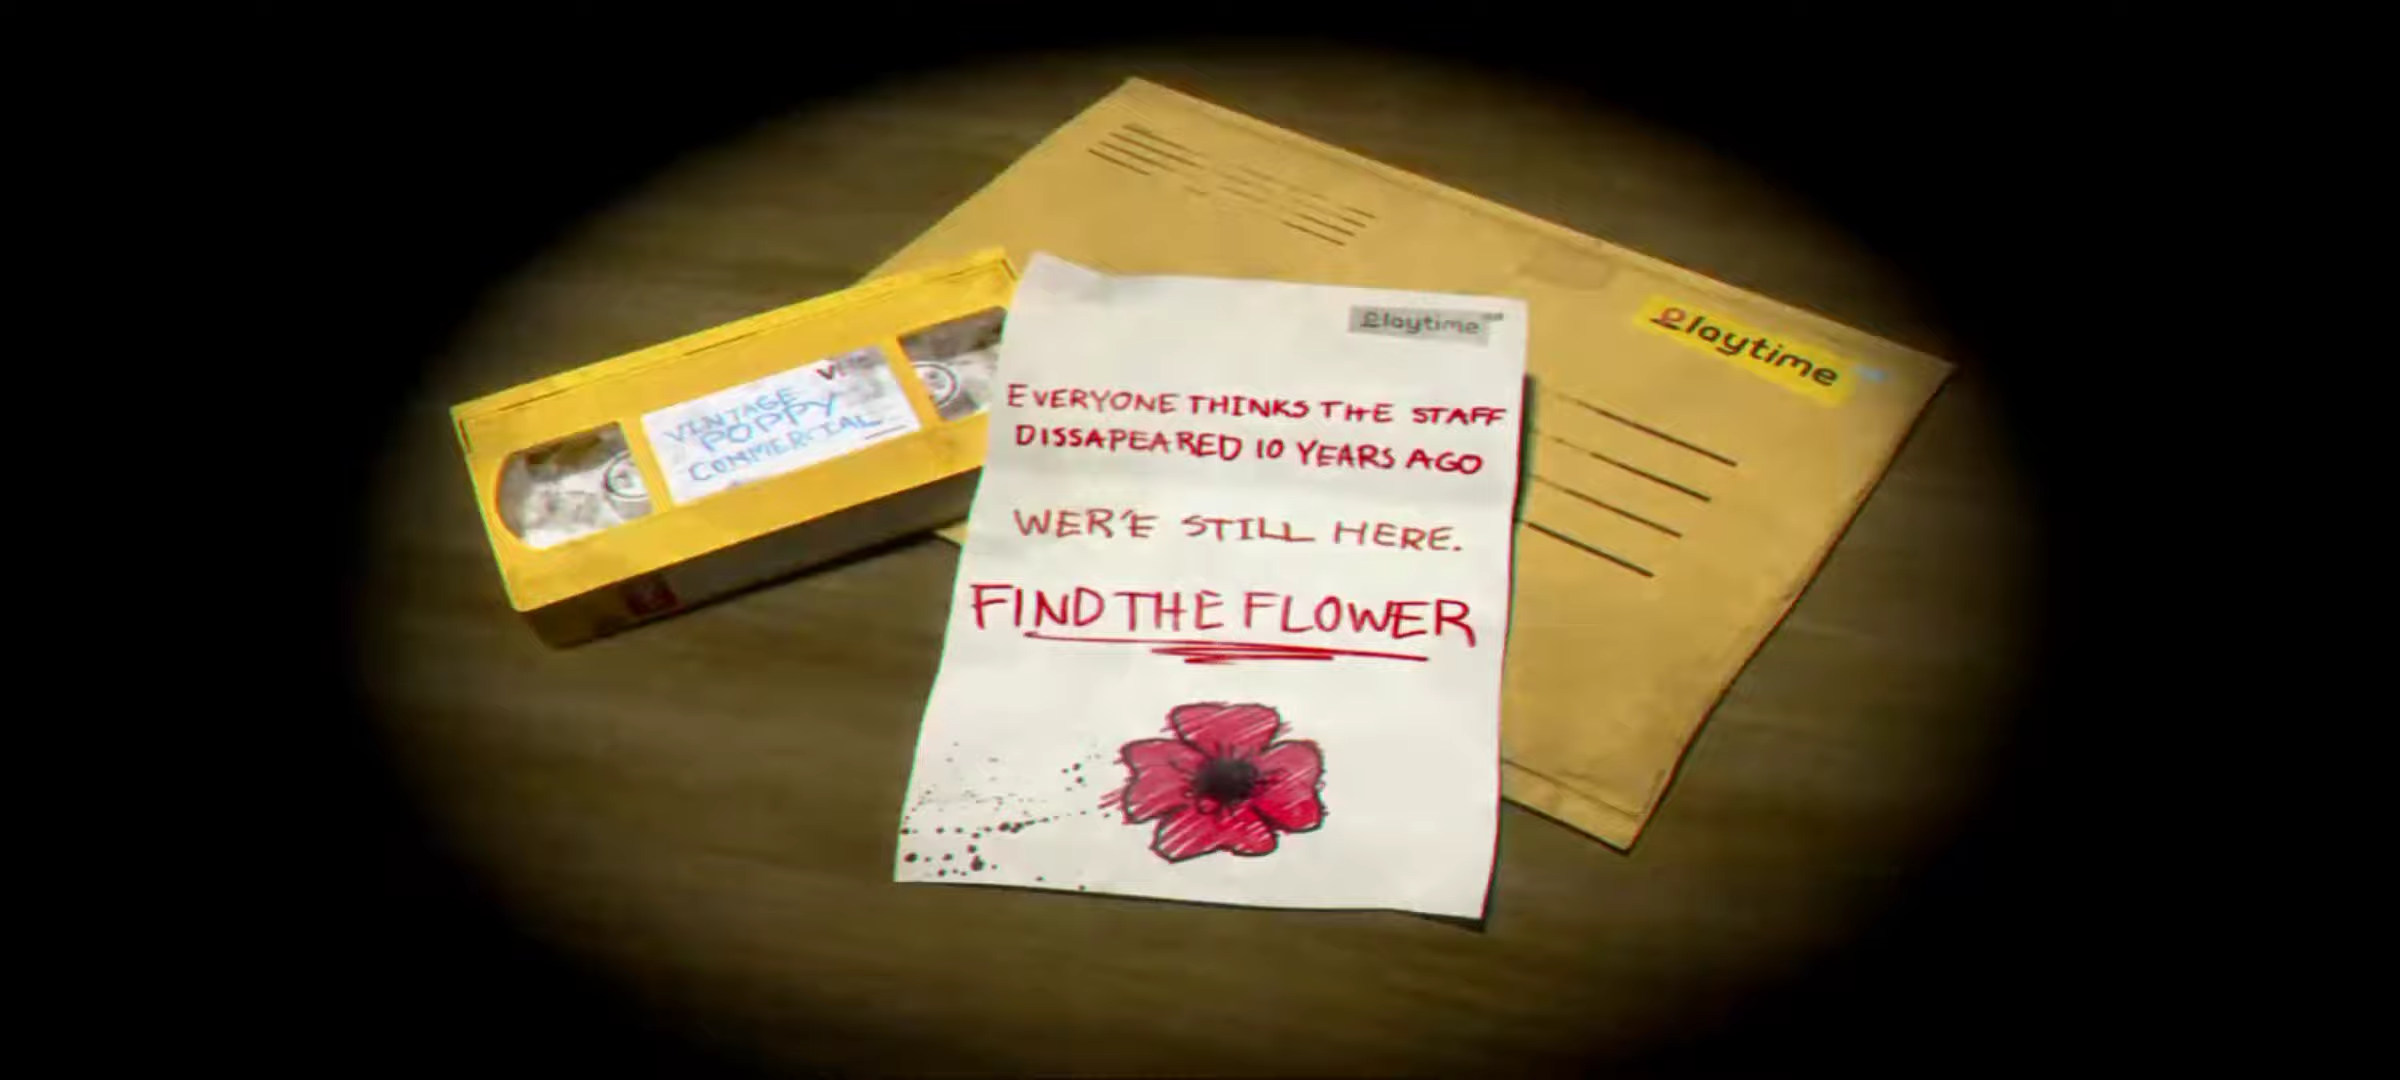 VINTAGE
POPPY
COMMERCIAL
Playtime
EVERYONE THINKS THE STAFF
DISSAPEARED 10 YEARS AGO
WER'E STILL HERE.
FIND THE FLOWER
Playtime